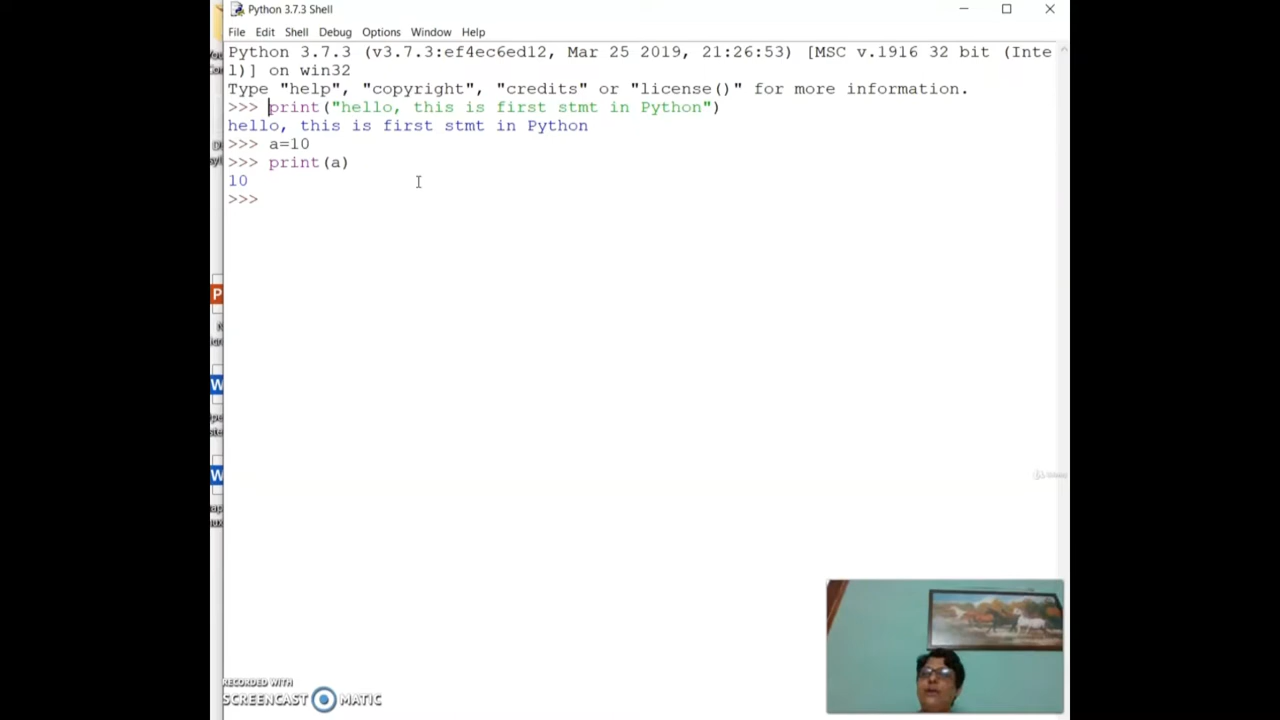 Python 3.7.3 Shell
File Edit Shell Debug Options Window Help
Python 3.7.3 (v3.7.3:ef4ec6ed12, Mar 25 2019, 21:26:53) [MSC v.1916 32 bit (Inte
l)] on win32
Type "help", "copyright", "credits" or "license()" for more information.
>>> print("hello, this is first stmt in Python")
hello, this is first stmt in Python
>>> a=10
>>> print(a)
10
>>>
P
W
W
RECORDED WITH
SCREENCAST MATIC